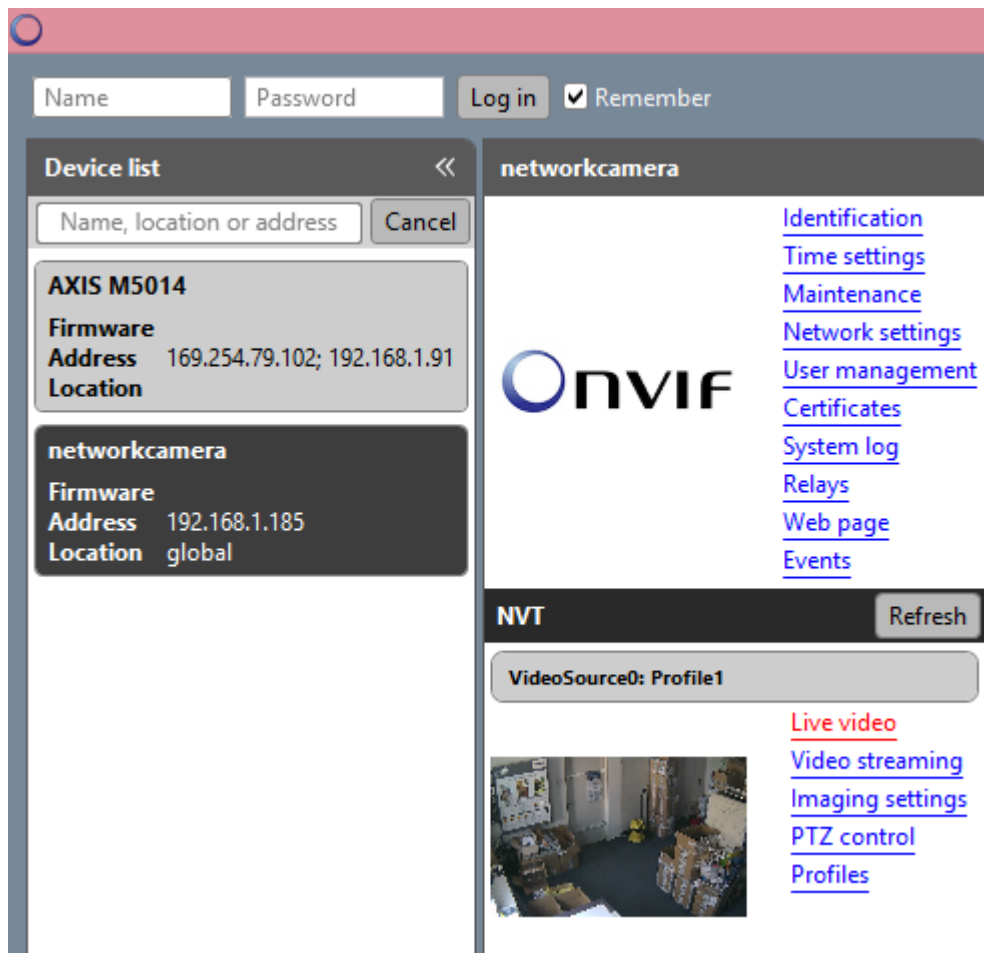 Name Password Log in Remember
Device list «
Name, location or address Cancel
AXIS M5014
Firmware
Address 169.254.79.102; 192.168.1.91
Location
networkcamera
Firmware
Address 192.168.1.185
Location global
networkcamera
ONVIF
Identification
Time settings
Maintenance
Network settings
User management
Certificates
System log
Relays
Web page
Events
NVT Refresh
VideoSource0: Profile1
Live video
Video streaming
Imaging settings
PTZ control
Profiles